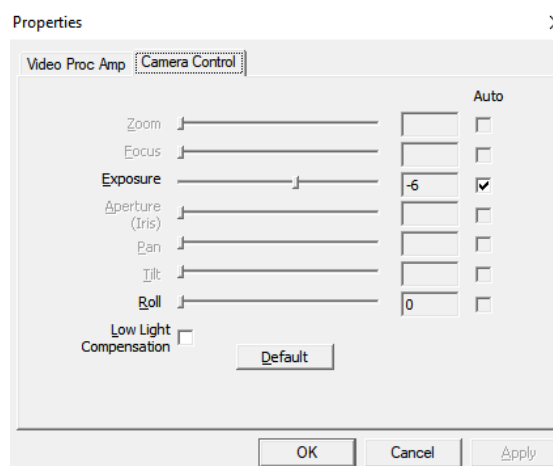 Properties
Video Proc Amp Camera Control
Auto
Zoom
Focus
Exposure -6
Aperture
(Iris)
Pan
Tilt
Roll 0
Low Light
Compensation
Default
OK Cancel Apply